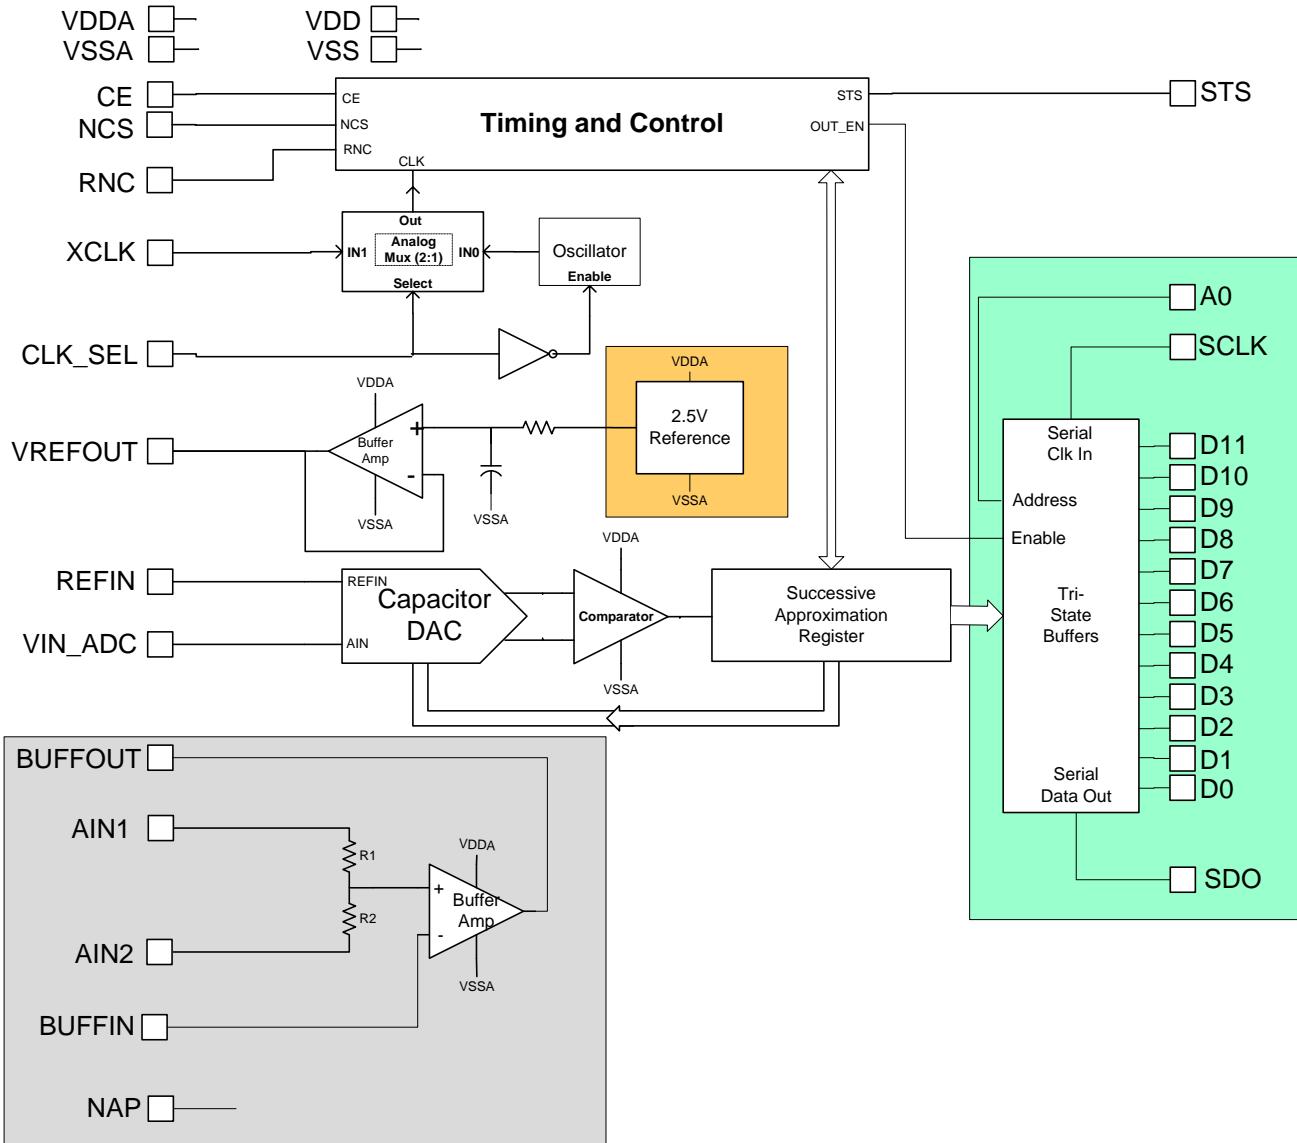 VDDA
VDD
VSSA
VSS
CE
CE
STS
STS
NCS
NCS
Timing and Control
OUT_EN
RNC
RNC
CLK
XCLK
Out
IN1
Analog
Mux (2:1)
IN0
Select
Oscillator
Enable
A0
SCLK
CLK_SEL
VDDA
2.5V
Reference
VSSA
VREFOUT
VDDA
Buffer
Amp
+
-
VSSA
VSSA
Serial
Clk In
Address
Enable
Tri-
State
Buffers
Serial
Data Out
D11
D10
D9
D8
D7
D6
D5
D4
D3
D2
D1
D0
SDO
REFIN
REFIN
Capacitor
DAC
VIN_ADC
AIN
VDDA
Comparator
VSSA
Successive
Approximation
Register
BUFFOUT
AIN1
R1
VDDA
+
Buffer
Amp
-
R2
VSSA
AIN2
BUFFIN
NAP